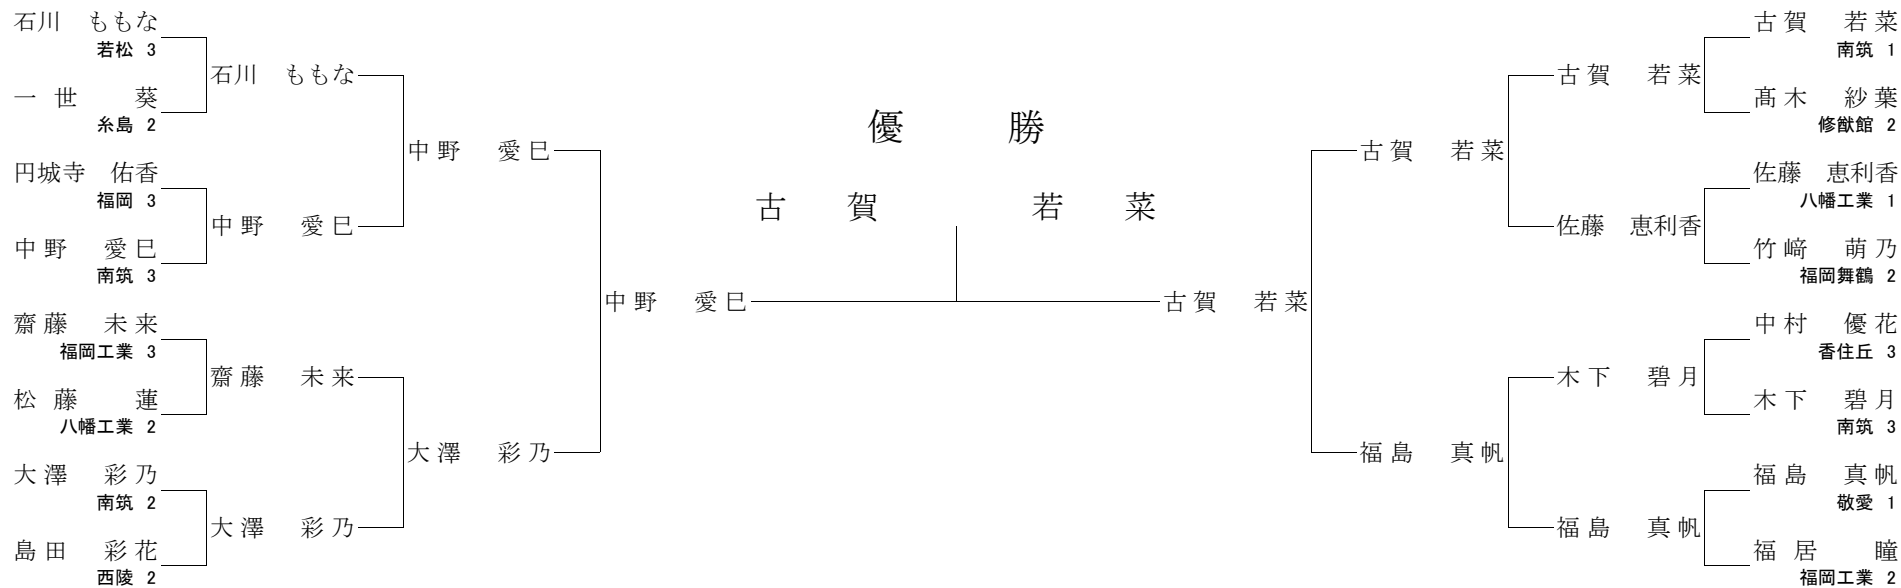 石川　ももな
若松 3
一世　葵
糸島 2
円城寺　佑香
福岡 3
中野　愛巳
南筑 3
齋藤　未来
福岡工業 3
松藤　蓮
八幡工業 2
大澤　彩乃
南筑 2
島田　彩花
西陵 2
石川　ももな
中野　愛巳
齋藤　未来
大澤　彩乃
中野　愛巳
大澤　彩乃
中野　愛巳
優　勝
古賀　若菜
古賀　若菜
古賀　若菜
福島　真帆
古賀　若菜
佐藤　恵利香
木下　碧月
福島　真帆
古賀　若菜
南筑 1
髙木　紗葉
修猷館 2
佐藤　恵利香
八幡工業 1
竹﨑　萌乃
福岡舞鶴 2
中村　優花
香住丘 3
木下　碧月
南筑 3
福島　真帆
敬愛 1
福居　瞳
福岡工業 2